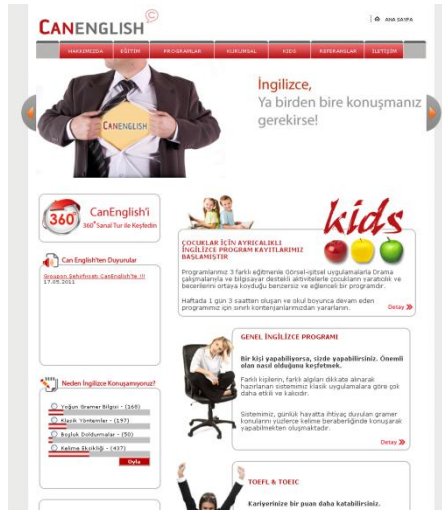 CANENGLISH
ANA SAYFA
HAKKIMIZDA
EĞİTİM
PROGRAMLAR
KURUMSAL
KIDS
REFERANSLAR
İLETİŞİM
CANENGLISH
İngilizce,
Ya birden bire konuşmanız
gerekirse!
360°
CanEnglish'i
360° Sanal Tur ile Keşfedin
Can English'ten Duyurular
Groupon Şehirfırsatı CanEnglish'te !!!
17.05.2011
Neden İngilizce Konuşamıyoruz?
Yoğun Gramer Bilgisi - (268)
Klasik Yöntemler - (197)
Boşluk Doldurmalar - (50)
Kelime Eksikliği - (437)
Oyla
kids
ÇOCUKLAR İÇİN AYRICALIKLI
İNGİLİZCE PROGRAM KAYITLARIMIZ
BAŞLAMIŞTIR
Programlarımız 3 farklı eğitmenle Görsel-işitsel uygulamalarla Drama
çalışmalarıyla ve bilgisayar destekli aktivitelerle çocukların yaratıcılık ve
becerilerini ortaya koyduğu benzersiz ve eğlenceli bir programdır.
Haftada 1 gün 3 saatten oluşan ve okul boyunca devam eden
programımız için sınırlı kontenjanlarımızdan yararlanın.
Detay
GENEL İNGİLİZCE PROGRAMI
Bir kişi yapabiliyorsa, sizde yapabilirsiniz. Önemli
olan nasıl olduğunu keşfetmek.
Farklı kişilerin, farklı algıları dikkate alınarak
hazırlanan sistemimiz klasik uygulamalara göre çok
daha etkili ve kalıcıdır.
Sistemimiz, günlük hayatta ihtiyaç duyulan gramer
konularını yüzlerce kelime beraberliğinde konuşarak
yapabilmekten oluşmaktadır.
Detay
TOEFL & TOEIC
Kariyerinize bir puan daha katabilirsiniz.